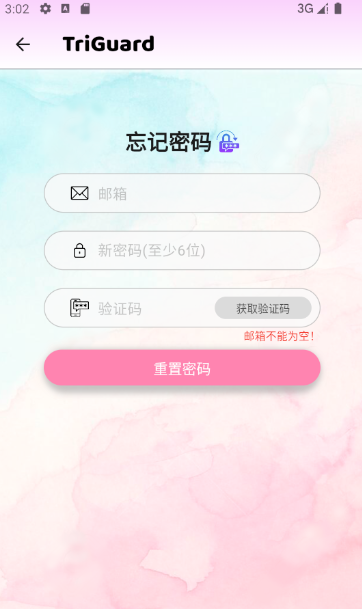 3:02
3G
TriGuard
忘记密码
邮箱
新密码(至少6位)
验证码
获取验证码
邮箱不能为空!
重置密码